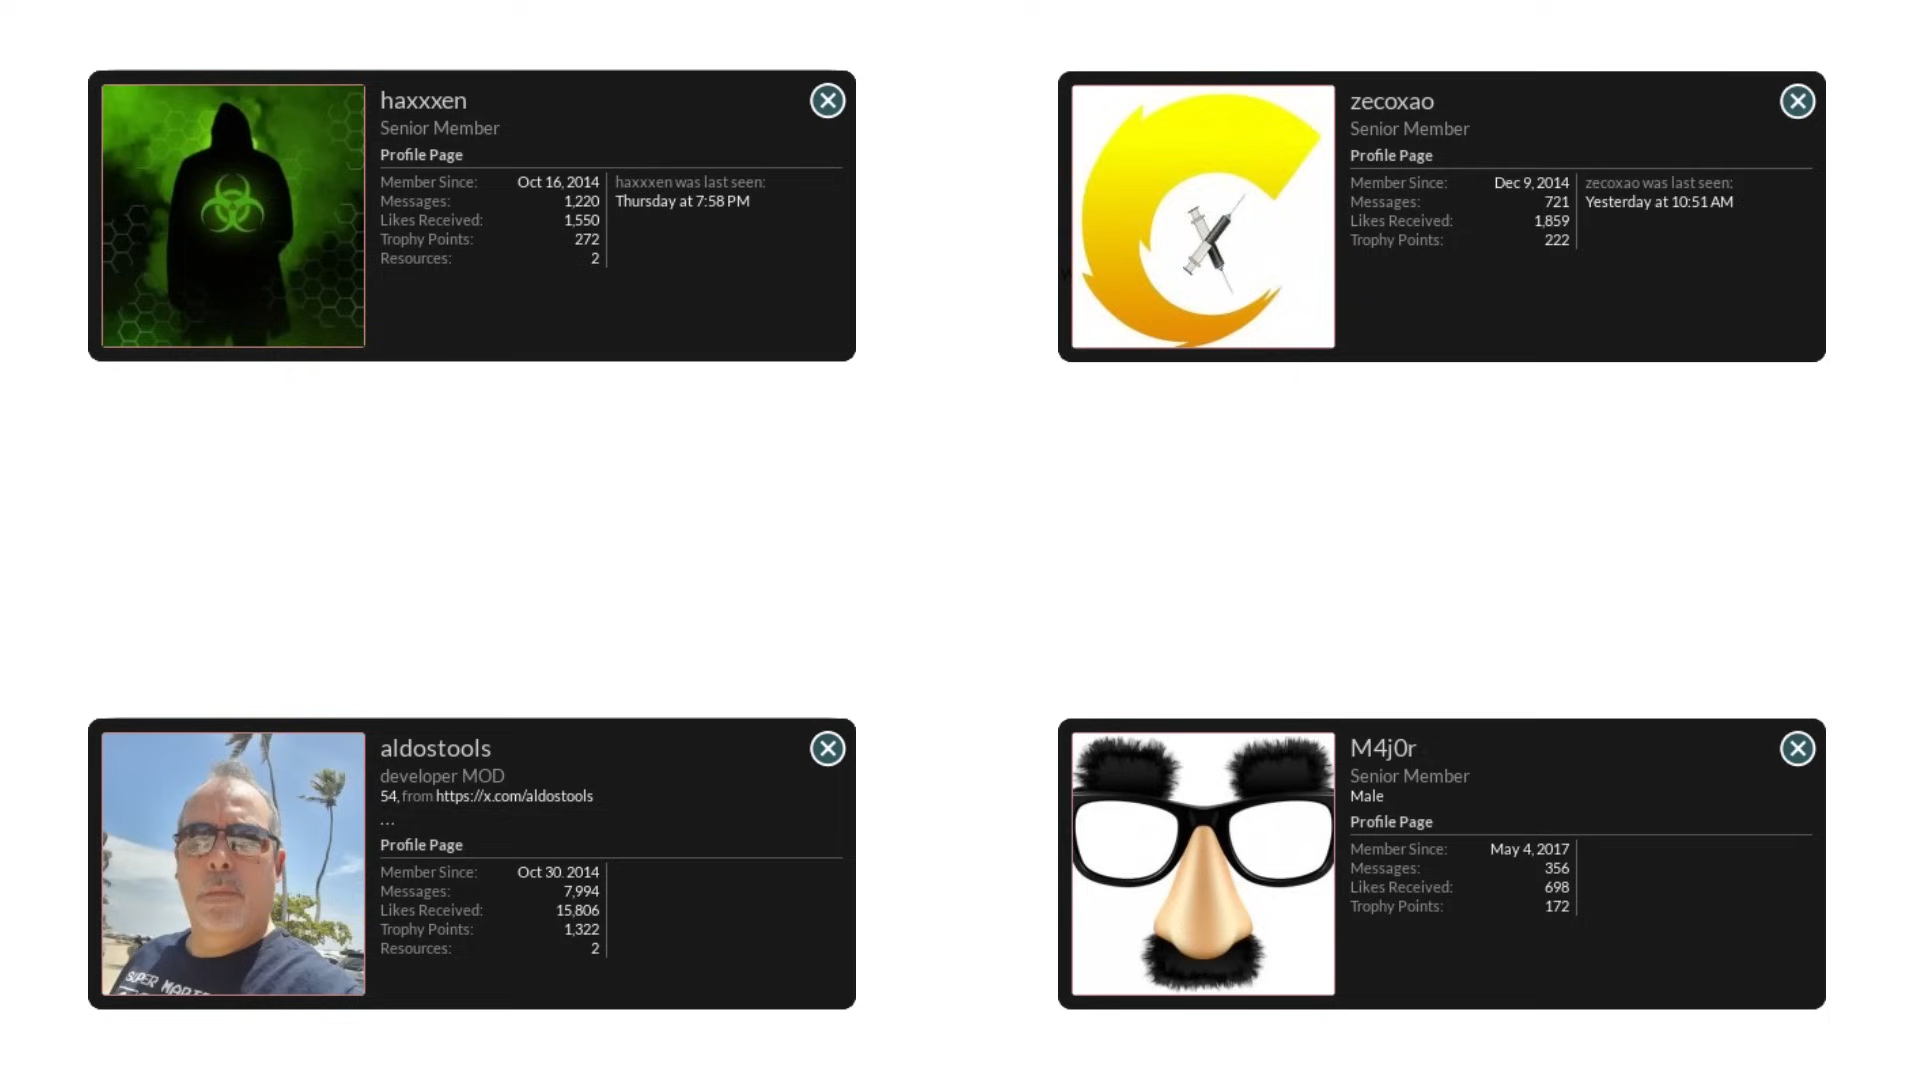 haxxxen
Senior Member
Profile Page
Member Since: Oct 16, 2014
Messages: 1,220
Likes Received: 1,550
Trophy Points: 272
Resources: 2
haxxxen was last seen:
Thursday at 7:58 PM
zecoxao
Senior Member
Profile Page
Member Since: Dec 9, 2014
Messages: 721
Likes Received: 1,859
Trophy Points: 222
zecoxao was last seen:
Yesterday at 10:51 AM
aldostools
developer MOD
54, from https://x.com/aldostools
...
Profile Page
Member Since: Oct 30, 2014
Messages: 7,994
Likes Received: 15,806
Trophy Points: 1,322
Resources: 2
SUPER
M4j0r
Senior Member
Male
Profile Page
Member Since: May 4, 2017
Messages: 356
Likes Received: 698
Trophy Points: 172